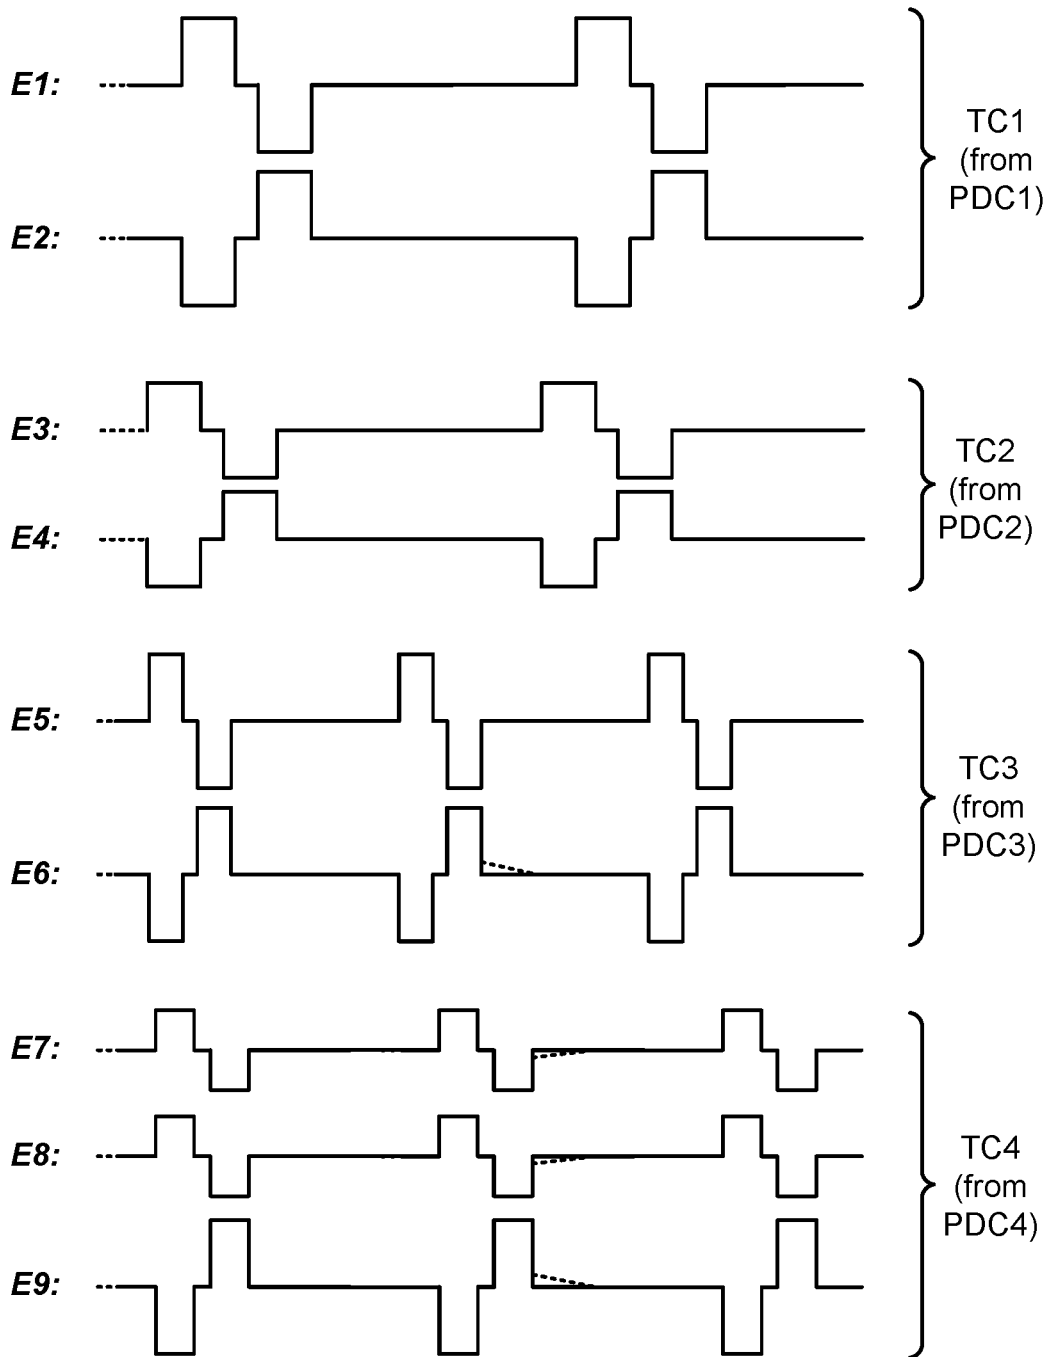 E1:
E2:
TC1
(from
PDC1)
E3:
E4:
TC2
(from
PDC2)
E5:
E6:
TC3
(from
PDC3)
E7:
E8:
E9:
TC4
(from
PDC4)